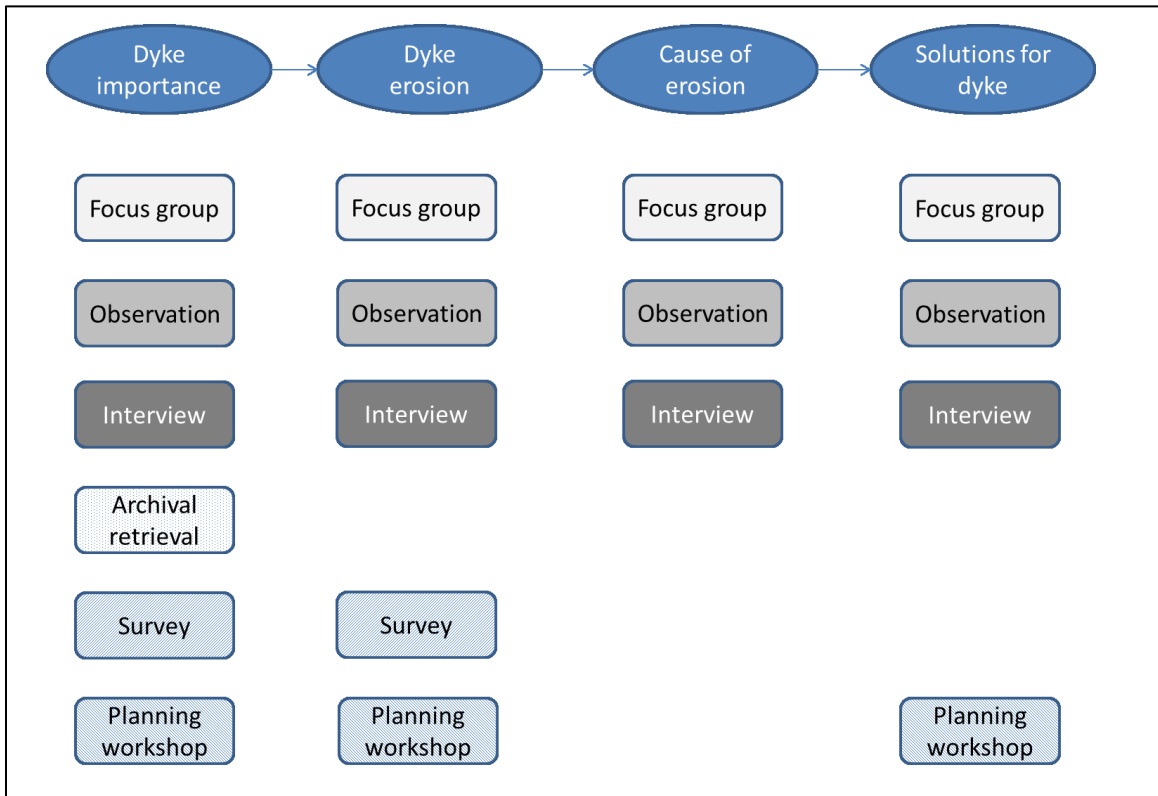 Dyke
importance
Dyke
erosion
Cause of
erosion
Solutions for
dyke
Focus group
Focus group
Focus group
Focus group
Observation
Observation
Observation
Observation
Interview
Interview
Interview
Interview
Archival
retrieval
Survey
Survey
Planning
workshop
Planning
workshop
Planning
workshop